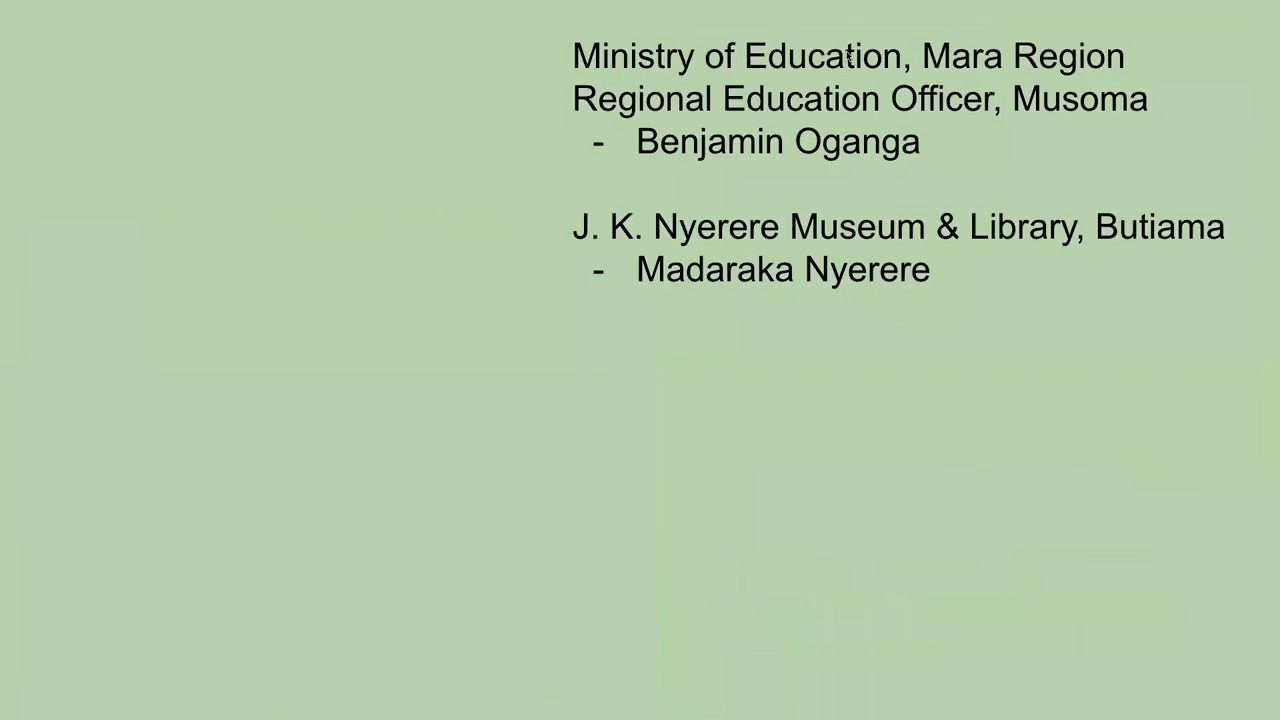 Ministry of Education, Mara Region
Regional Education Officer, Musoma
- Benjamin Oganga
J. K. Nyerere Museum & Library, Butiama
- Madaraka Nyerere